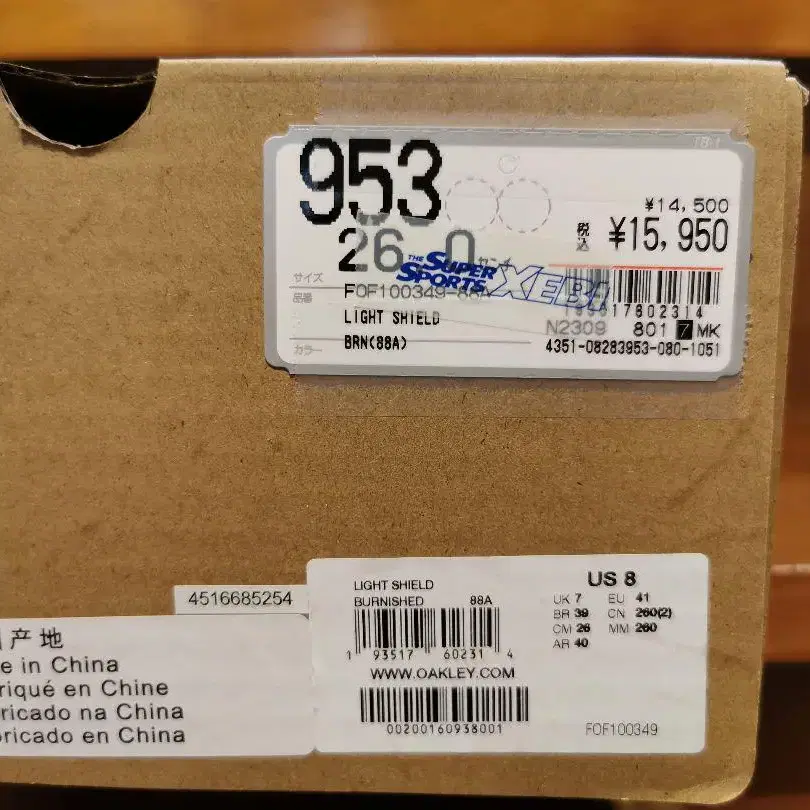 953
¥14,500
税込 ¥15,950
26.0 センチ
サイズ
THE SUPER SPORTS XEBIO
品番 FOF100349-88A
LIGHT SHIELD
カラー BRN(88A)
193517602314
N2309 801 7 MK
4351-08283953-080-1051
4516685254
产地
in China
en Chine
na China
en China
LIGHT SHIELD
BURNISHED 88A
1 93517 60231 4
WWW.OAKLEY.COM
00200160938001
US 8
UK 7 EU 41
BR 39 CN 260(2)
CM 26 MM 260
AR 40
FOF100349